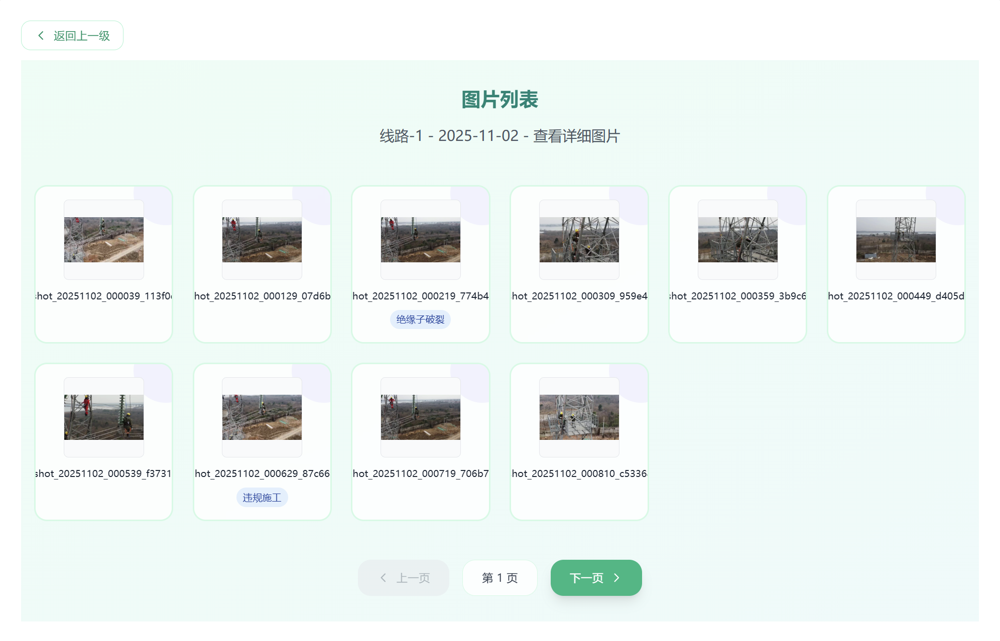 返回上一级
图片列表
线路-1 - 2025-11-02 - 查看详细图片
shot_20251102_000039_113f0
hot_20251102_000129_07d6b
hot_20251102_000219_774b4
hot_20251102_000309_959e4
shot_20251102_000359_3b9c6
hot_20251102_000449_d405d
绝缘子破裂
shot_20251102_000539_f3731
hot_20251102_000629_87c66
hot_20251102_000719_706b7
hot_20251102_000810_c5336
违规施工
上一页
第 1 页
下一页